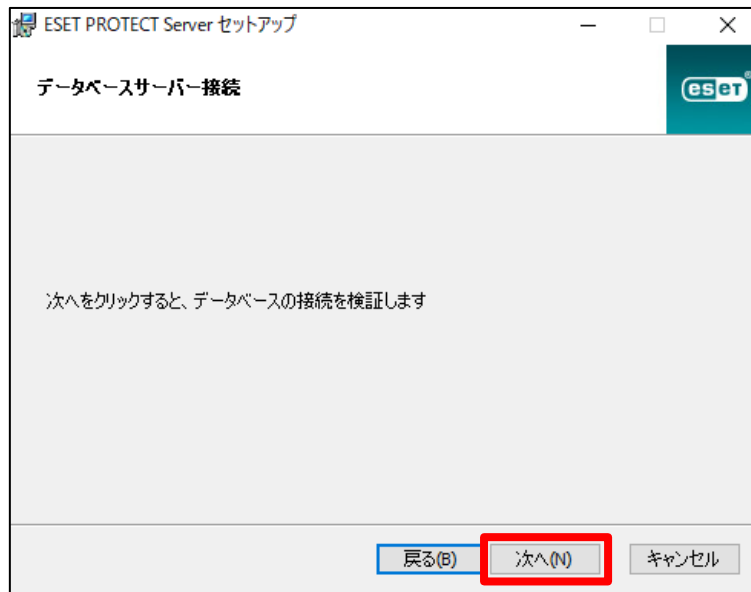 ESET PROTECT Server セットアップ
データベースサーバー接続
eseT®
次へをクリックすると、データベースの接続を検証します
戻る(B) 次へ(N) キャンセル